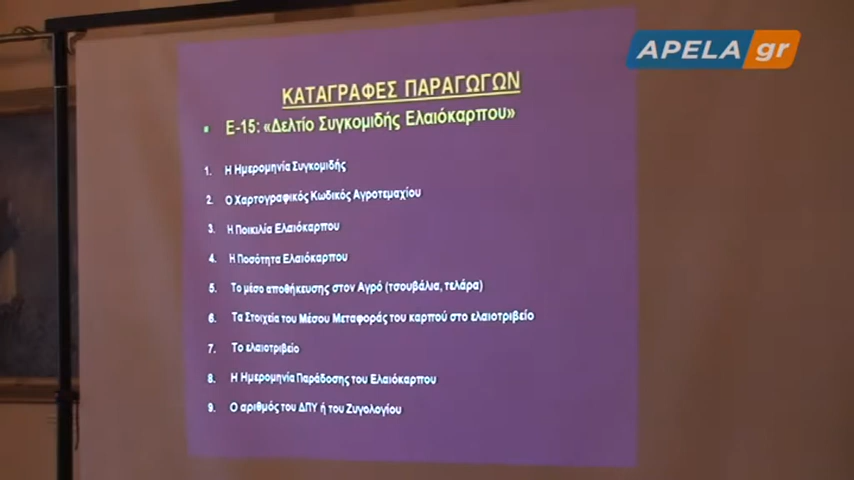 APELA gr
ΚΑΤΑΓΡΑΦΕΣ ΠΑΡΑΓΩΓΩΝ
Ε-15: «Δελτίο Συγκομιδής Ελαιόκαρπου»
1. Η Ημερομηνία Συγκομιδής
2. Ο Χαρτογραφικός Κωδικός Αγροτεμαχίου
3. Η Ποικιλία Ελαιόκαρπου
4. Η Ποσότητα Ελαιόκαρπου
5. Το μέσο αποθήκευσης στον Αγρό (τσουβάλια, τελάρα)
6. Τα Στοιχεία του Μέσου Μεταφοράς του καρπού στο ελαιοτριβείο
7. Το ελαιοτριβείο
8. Η Ημερομηνία Παράδοσης του Ελαιόκαρπου
9. Ο αριθμός του ΔΠΥ ή του Ζυγολογίου